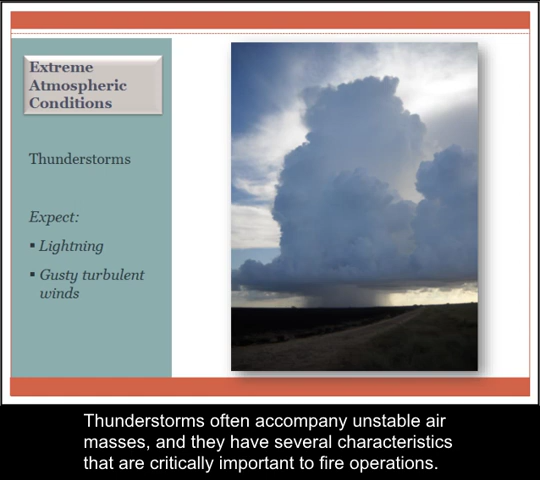 Extreme
Atmospheric
Conditions
Thunderstorms
Expect:
▪ Lightning
▪ Gusty turbulent
winds
Thunderstorms often accompany unstable air
masses, and they have several characteristics
that are critically important to fire operations.